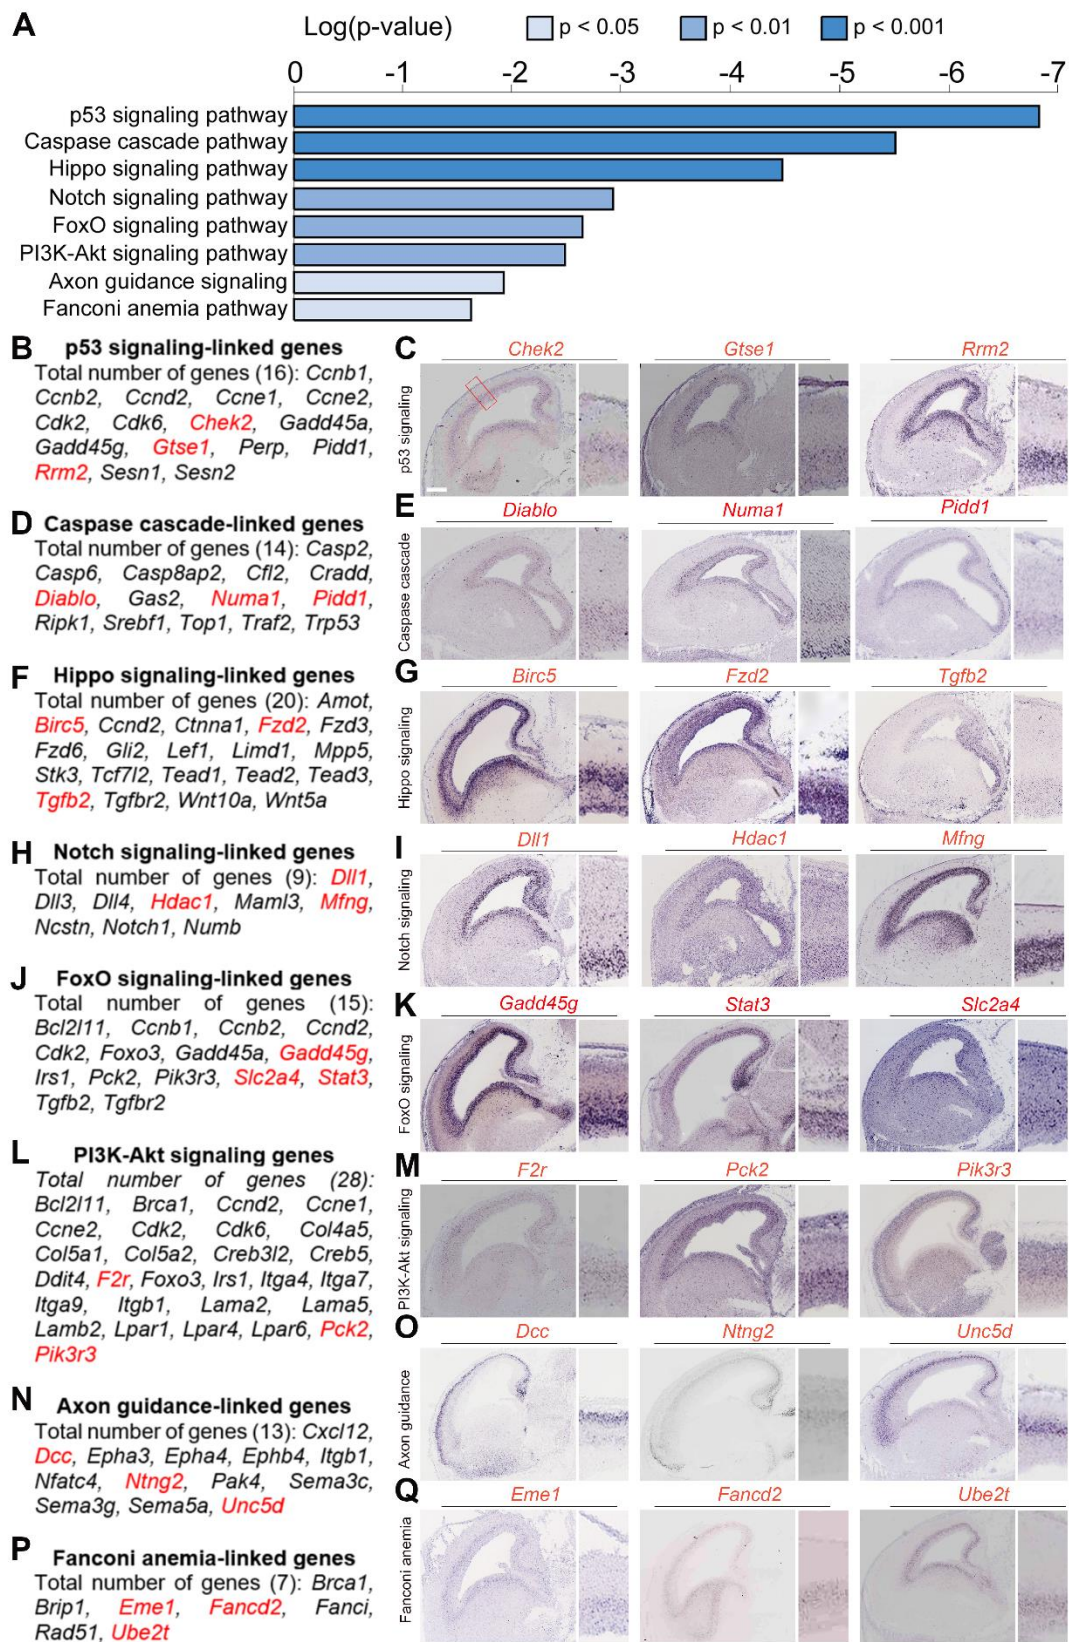 A
Log(p-value)
p < 0.05
p < 0.01
p < 0.001
0 -1 -2 -3 -4 -5 -6 -7
p53 signaling pathway
Caspase cascade pathway
Hippo signaling pathway
Notch signaling pathway
FoxO signaling pathway
PI3K-Akt signaling pathway
Axon guidance signaling
Fanconi anemia pathway
B
p53 signaling-linked genes
Total number of genes (16): Ccnb1,
Ccnb2, Ccnd2, Ccne1, Ccne2,
Cdk2, Cdk6, Chek2, Gadd45a,
Gadd45g, Gtse1, Perp, Pidd1,
Rrm2, Sesn1, Sesn2
C
Chek2 Gtse1 Rrm2
p53 signaling
D
Caspase cascade-linked genes
Total number of genes (14): Casp2,
Casp6, Casp8ap2, Cfl2, Cradd,
Diablo, Gas2, Numa1, Pidd1,
Ripk1, Srebf1, Top1, Traf2, Trp53
E
Diablo Numa1 Pidd1
Caspase cascade
F
Hippo signaling-linked genes
Total number of genes (20): Amot,
Birc5, Ccnd2, Ctnna1, Fzd2, Fzd3,
Fzd6, Gli2, Lef1, Limd1, Mpp5,
Stk3, Tcf7l2, Tead1, Tead2, Tead3,
Tgfb2, Tgfbr2, Wnt10a, Wnt5a
G
Birc5 Fzd2 Tgfb2
Hippo signaling
H
Notch signaling-linked genes
Total number of genes (9): Dll1,
Dll3, Dll4, Hdac1, Maml3, Mfng,
Ncstn, Notch1, Numb
I
Dll1 Hdac1 Mfng
Notch signaling
J
FoxO signaling-linked genes
Total number of genes (15):
Bcl2l11, Ccnb1, Ccnb2, Ccnd2,
Cdk2, Foxo3, Gadd45a, Gadd45g,
Irs1, Pck2, Pik3r3, Slc2a4, Stat3,
Tgfb2, Tgfbr2
K
Gadd45g Stat3 Slc2a4
FoxO signaling
L
PI3K-Akt signaling genes
Total number of genes (28):
Bcl2l11, Brca1, Ccnd2, Ccne1,
Ccne2, Cdk2, Cdk6, Col4a5,
Col5a1, Col5a2, Creb3l2, Creb5,
Ddit4, F2r, Foxo3, Irs1, Itga4, Itga7,
Itga9, Itgb1, Lama2, Lama5,
Lamb2, Lpar1, Lpar4, Lpar6, Pck2,
Pik3r3
M
F2r Pck2 Pik3r3
PI3K-Akt signaling
N
Axon guidance-linked genes
Total number of genes (13): Cxcl12,
Dcc, Epha3, Epha4, Ephb4, Itgb1,
Nfatc4, Ntng2, Pak4, Sema3c,
Sema3g, Sema5a, Unc5d
O
Dcc Ntng2 Unc5d
Axon guidance
P
Fanconi anemia-linked genes
Total number of genes (7): Brca1,
Brip1, Eme1, Fancd2, Fanci,
Rad51, Ube2t
Q
Eme1 Fancd2 Ube2t
Fanconi anemia